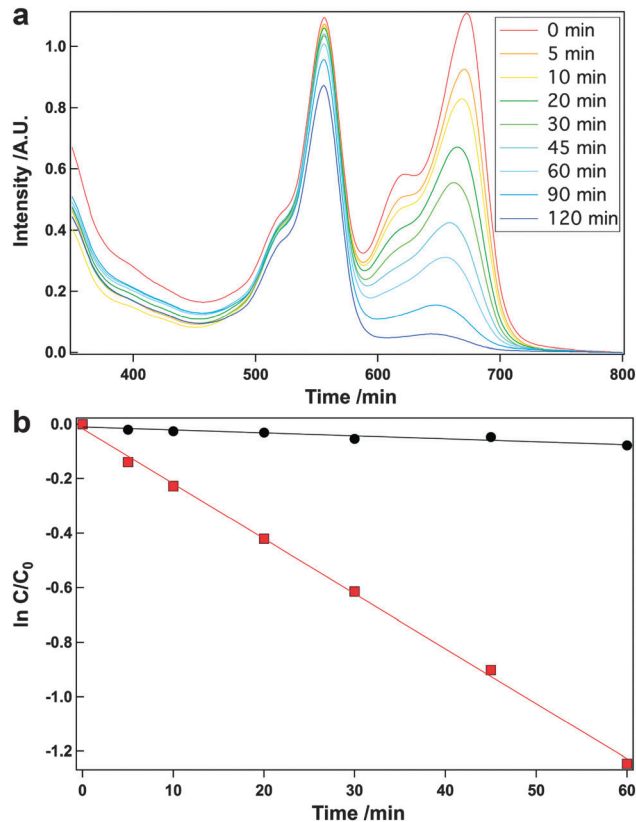 a
Intensity /A.U.
1.0
0.8
0.6
0.4
0.2
0.0
400
500
600
700
800
Time /min
0 min
5 min
10 min
20 min
30 min
45 min
60 min
90 min
120 min
b
ln C/C0
0.0
-0.2
-0.4
-0.6
-0.8
-1.0
-1.2
0
10
20
30
40
50
60
Time /min